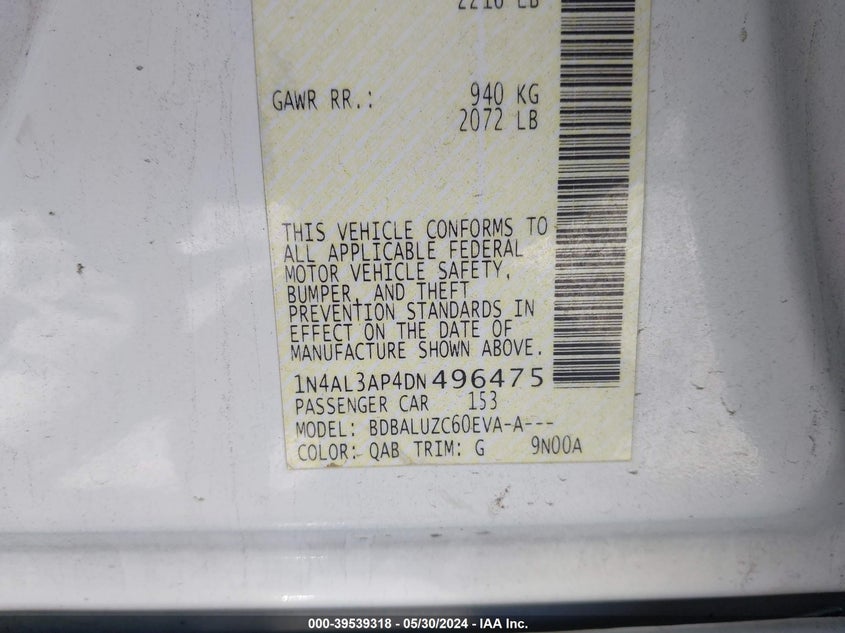 2210 LB
GAWR RR.: 940 KG
2072 LB
THIS VEHICLE CONFORMS TO
ALL APPLICABLE FEDERAL
MOTOR VEHICLE SAFETY,
BUMPER, AND THEFT
PREVENTION STANDARDS IN
EFFECT ON THE DATE OF
MANUFACTURE SHOWN ABOVE.
1N4AL3AP4DN496475
PASSENGER CAR 153
MODEL: BDBALUZC60EVA-A---
COLOR: QAB TRIM: G 9N00A
000-39539318 - 05/30/2024 - IAA Inc.